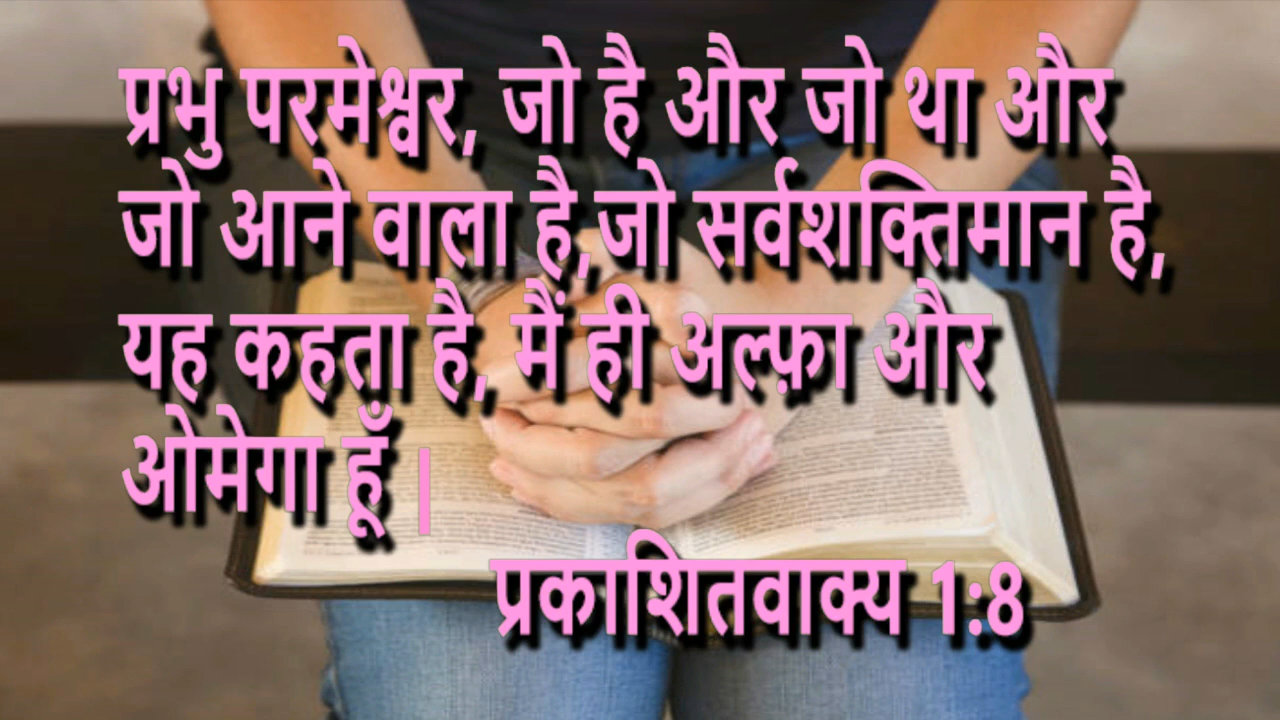 प्रभु परमेश्वर, जो है और जो था और
जो आने वाला है,जो सर्वशक्तिमान है,
यह कहता है, मैं ही अल्फ़ा और
ओमेगा हूँ |
प्रकाशितवाक्य 1:8